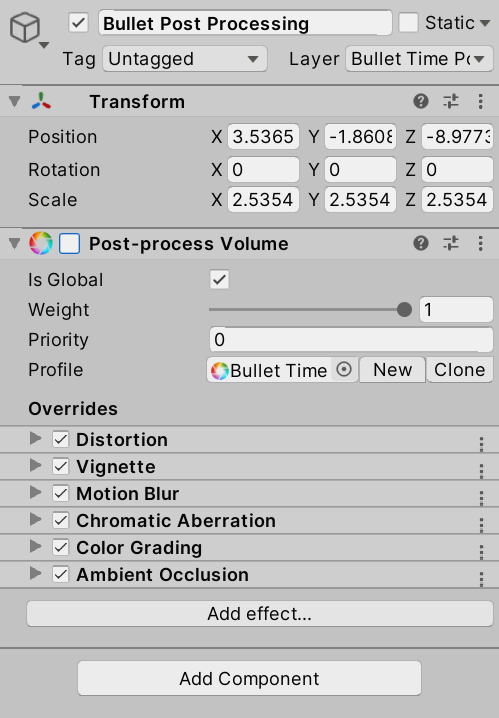 Bullet Post Processing Static
Tag Untagged Layer Bullet Time Pc
Transform
Position X 3.5365 Y -1.8608 Z -8.9773
Rotation X 0 Y 0 Z 0
Scale X 2.5354 Y 2.5354 Z 2.5354
Post-process Volume
Is Global
Weight 1
Priority 0
Profile Bullet Time New Clone
Overrides
Distortion
Vignette
Motion Blur
Chromatic Aberration
Color Grading
Ambient Occlusion
Add effect...
Add Component